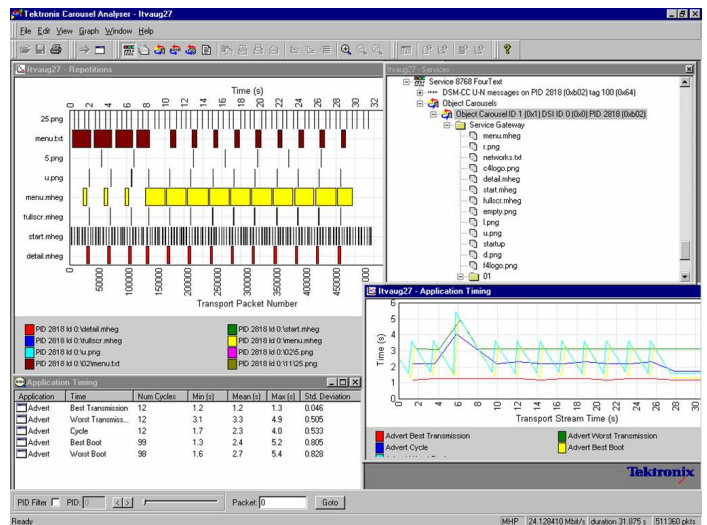 Tektronix Carousel Analyser - Itvaug27
File Edit View Graph Window Help
Itvaug27 - Repetitions
Time (s)
0 2 4 6 8 10 12 14 16 18 20 22 24 26 28 30 32
25.png
menu.txt
5.png
u.png
menu.mheg
fullscr.mheg
start.mheg
detail.mheg
0 50000 100000 150000 200000 250000 300000 350000 400000 450000
Transport Packet Number
PID 2818 Id 0:\detail.mheg
PID 2818 Id 0:\start.mheg
PID 2818 Id 0:\fullscr.mheg
PID 2818 Id 0:\menu.mheg
PID 2818 Id 0:\u.png
PID 2818 Id 0:\02\5.png
PID 2818 Id 0:\02\menu.txt
PID 2818 Id 0:\11\25.png
Itvaug27 - Services
Service 8768 FourText
DSM-CC U-N messages on PID 2818 (0xb02) tag 100 (0x64)
Object Carousels
Object Carousel ID 1 (0x1) DSI ID 0 (0x0) PID 2818 (0xb02)
Service Gateway
menu.mheg
r.png
networks.txt
c4logo.png
detail.mheg
start.mheg
fullscr.mheg
empty.png
l.png
u.png
startup
d.png
f4logo.png
01
Itvaug27 - Application Timing
Time (s)
6
5
4
3
2
1
0
0 2 4 6 8 10 12 14 16 18 20 22 24 26 28 30
Transport Stream Time (s)
Advert Best Transmission
Advert Worst Transmission
Advert Cycle
Advert Best Boot
Application Timing
Application Time Num Cycles Min (s) Mean (s) Max (s) Std. Deviation
Advert Best Transmission 12 1.2 1.2 1.3 0.046
Advert Worst Transmiss... 12 3.1 3.3 4.9 0.505
Advert Cycle 12 1.7 2.3 4.0 0.533
Advert Best Boot 99 1.3 2.4 5.2 0.805
Advert Worst Boot 98 1.6 2.7 5.4 0.828
Tektronix
PID Filter PID: 0 < > Packet: 0 Goto
Ready MHP 24.128410 Mbit/s duration 31.875 s 511360 pkts